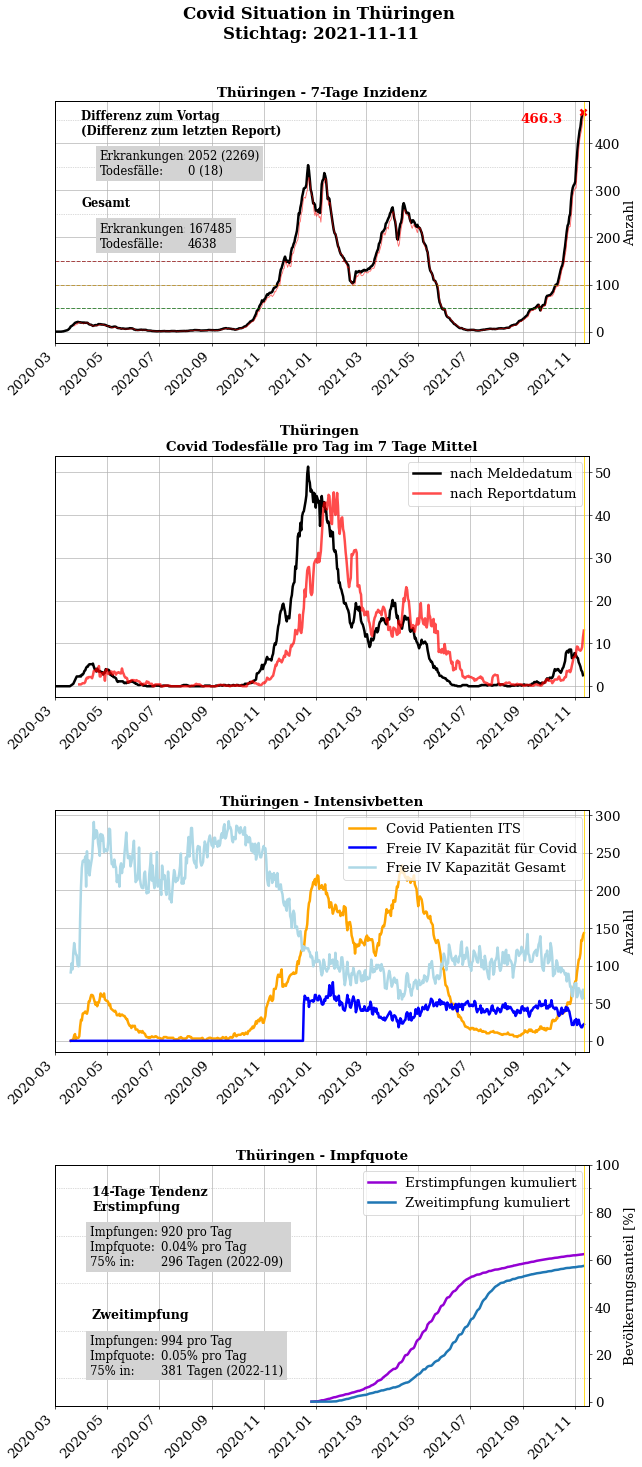 Covid Situation in Thüringen
Stichtag: 2021-11-11
Thüringen - 7-Tage Inzidenz
Differenz zum Vortag
(Differenz zum letzten Report)
Erkrankungen 2052 (2269)
Todesfälle: 0 (18)
Gesamt
Erkrankungen 167485
Todesfälle: 4638
466.3
400
300
200
100
0
Anzahl
2020-03 2020-05 2020-07 2020-09 2020-11 2021-01 2021-03 2021-05 2021-07 2021-09 2021-11
Thüringen
Covid Todesfälle pro Tag im 7 Tage Mittel
nach Meldedatum
nach Reportdatum
50
40
30
20
10
0
2020-03 2020-05 2020-07 2020-09 2020-11 2021-01 2021-03 2021-05 2021-07 2021-09 2021-11
Thüringen - Intensivbetten
Covid Patienten ITS
Freie IV Kapazität für Covid
Freie IV Kapazität Gesamt
300
250
200
150
100
50
0
Anzahl
2020-03 2020-05 2020-07 2020-09 2020-11 2021-01 2021-03 2021-05 2021-07 2021-09 2021-11
Thüringen - Impfquote
14-Tage Tendenz
Erstimpfung
Impfungen: 920 pro Tag
Impfquote: 0.04% pro Tag
75% in: 296 Tagen (2022-09)
Zweitimpfung
Impfungen: 994 pro Tag
Impfquote: 0.05% pro Tag
75% in: 381 Tagen (2022-11)
Erstimpfungen kumuliert
Zweitimpfung kumuliert
100
80
60
40
20
0
Bevölkerungsanteil [%]
2020-03 2020-05 2020-07 2020-09 2020-11 2021-01 2021-03 2021-05 2021-07 2021-09 2021-11